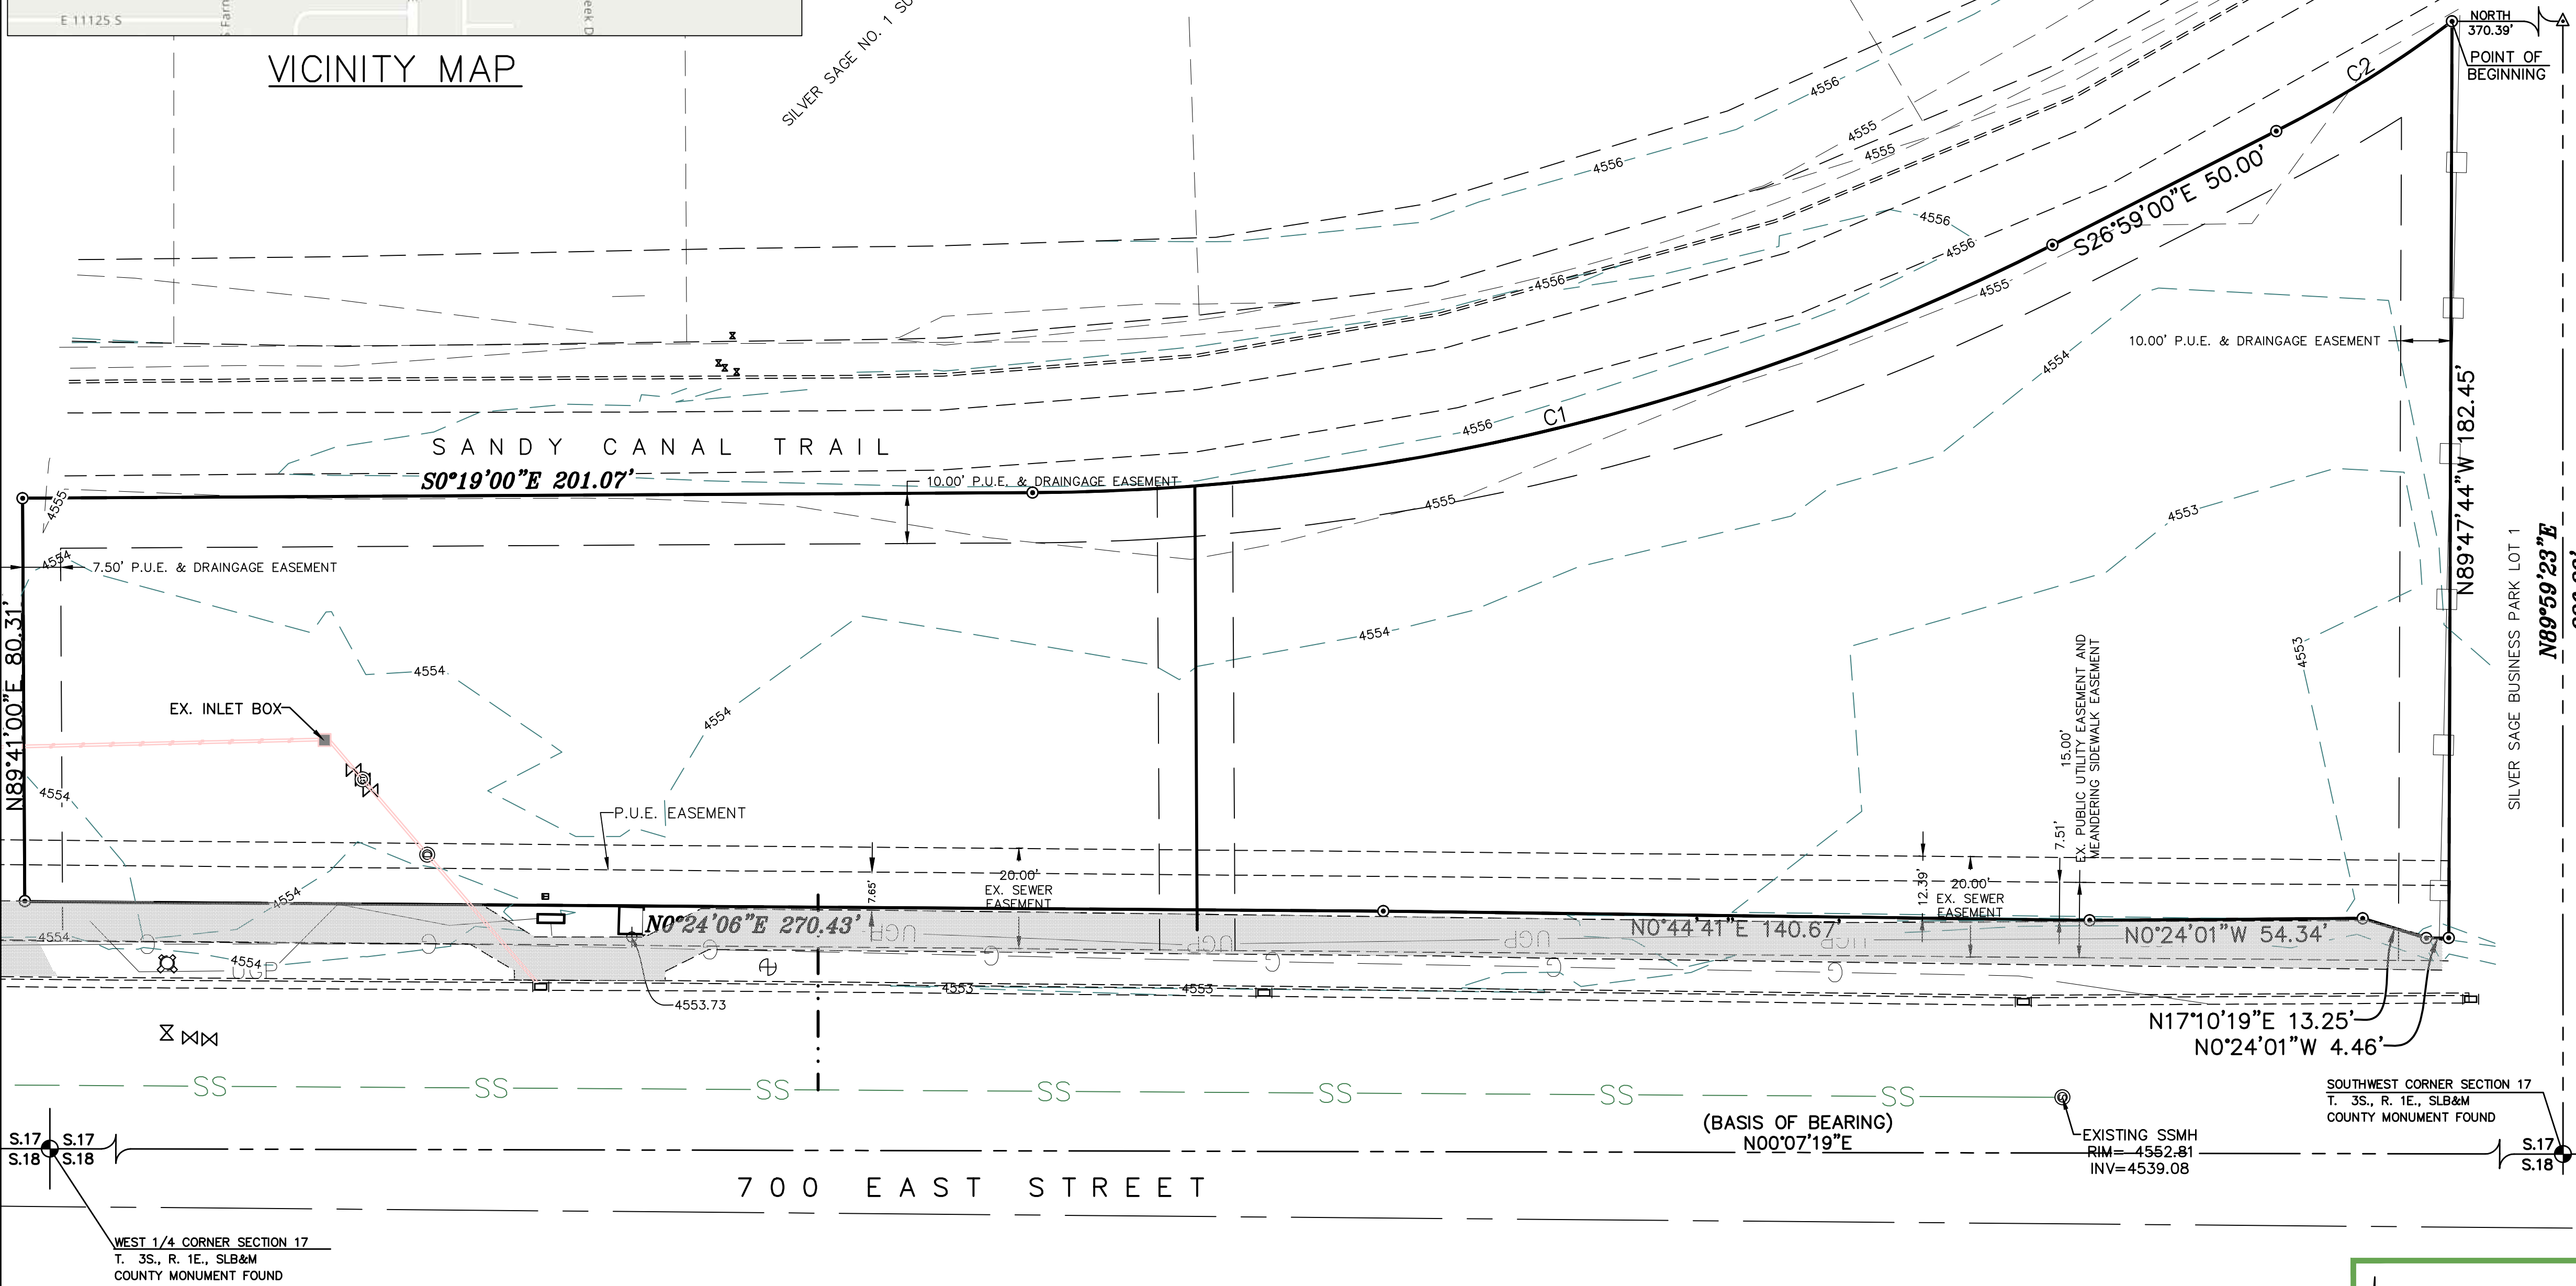 E 11125 S
VICINITY MAP
NORTH
370.39'
POINT OF
BEGINNING
C2
S26°59'00"E 50.00'
4556
4555
4555
4556
4556
4556
4556
4555
10.00' P.U.E. & DRAINGAGE EASEMENT
4554
N89°47'44"W 182.45'
C1
4556
SANDY CANAL TRAIL
S0°19'00"E 201.07'
10.00' P.U.E. & DRAINGAGE EASEMENT
4555
4555
4553
SILVER SAGE BUSINESS PARK LOT 1
N89°59'23"E
4554
7.50' P.U.E. & DRAINGAGE EASEMENT
N89°41'00"E 80.31'
4554
4554
4553
EX. INLET BOX
4554
4554
15.00'
EX. PUBLIC UTILITY EASEMENT AND
MEANDERING SIDEWALK EASEMENT
P.U.E. EASEMENT
7.51'
7.65'
20.00'
EX. SEWER
EASEMENT
12.39'
20.00'
EX. SEWER
EASEMENT
4554
N0°24'06"E 270.43'
UGP
UGP
UGP
N0°44'41"E 140.67'
UGP
N0°24'01"W 54.34'
4554
G
G
G
G
G
G
G
4554
UGP
4553.73
4553
4553
N17°10'19"E 13.25'
N0°24'01"W 4.46'
SS
SS
SS
SS
SS
SS
SS
SOUTHWEST CORNER SECTION 17
T. 3S., R. 1E., SLB&M
COUNTY MONUMENT FOUND
(BASIS OF BEARING)
N00°07'19"E
EXISTING SSMH
RIM= 4552.81
INV=4539.08
S.17 S.17
S.18 S.18
S.17
S.18
700 EAST STREET
WEST 1/4 CORNER SECTION 17
T. 3S., R. 1E., SLB&M
COUNTY MONUMENT FOUND
SILVER SAGE NO. 1